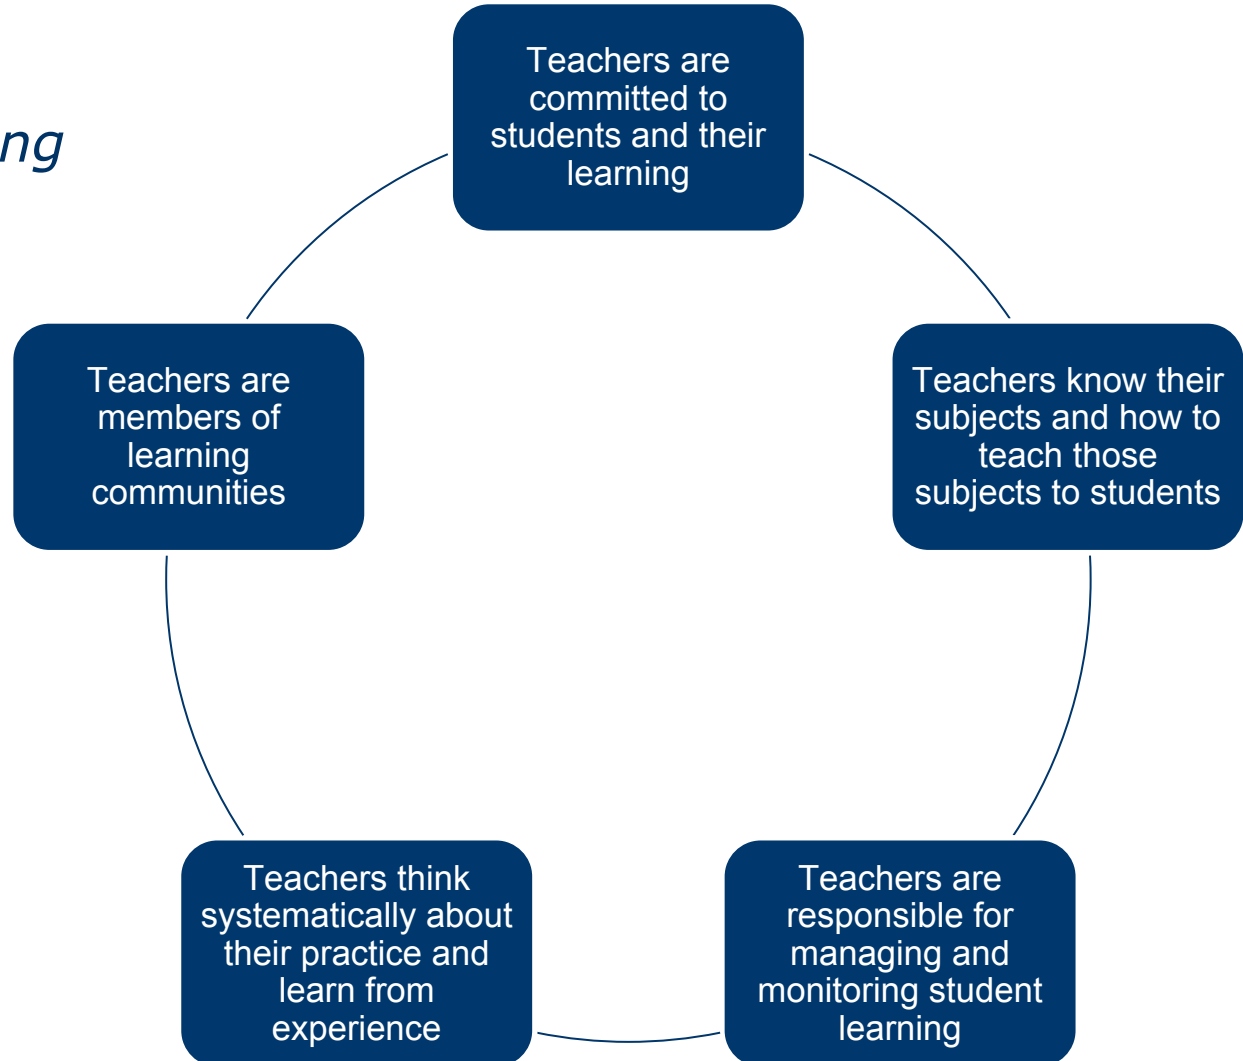 Teachers are
committed to
students and their
learning
Teachers know their
subjects and how to
teach those
subjects to students
Teachers are
responsible for
managing and
monitoring student
learning
Teachers think
systematically about
their practice and
learn from
experience
Teachers are
members of
learning
communities